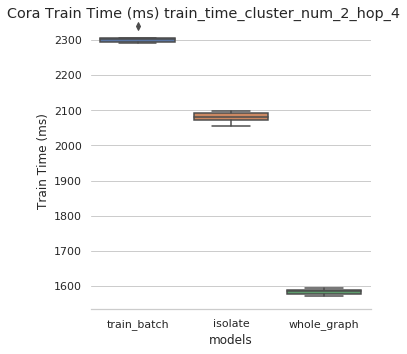 Cora Train Time (ms) train_time_cluster_num_2_hop_4
2300
2200
2100
2000
1900
1800
1700
1600
Train Time (ms)
train_batch isolate whole_graph
models